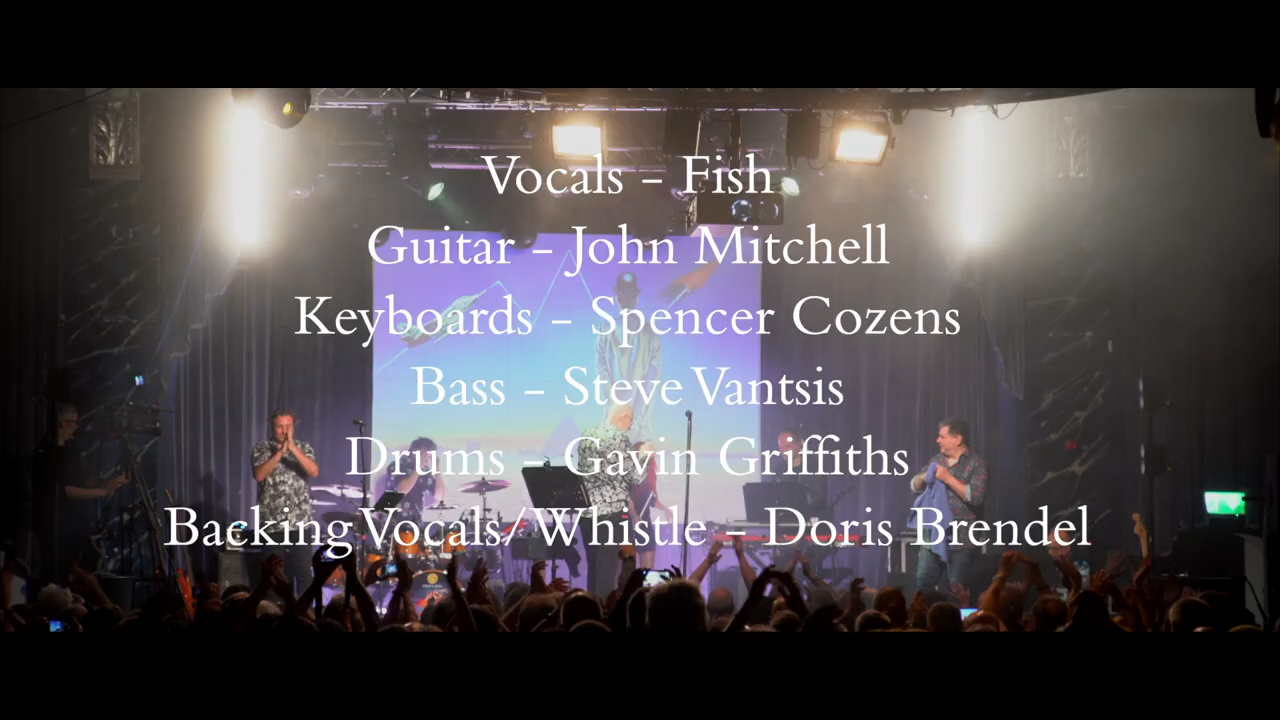 Vocals - Fish
Guitar - John Mitchell
Keyboards - Spencer Cozens
Bass - Steve Vantsis
Drums - Gavin Griffiths
Backing Vocals/Whistle - Doris Brendel